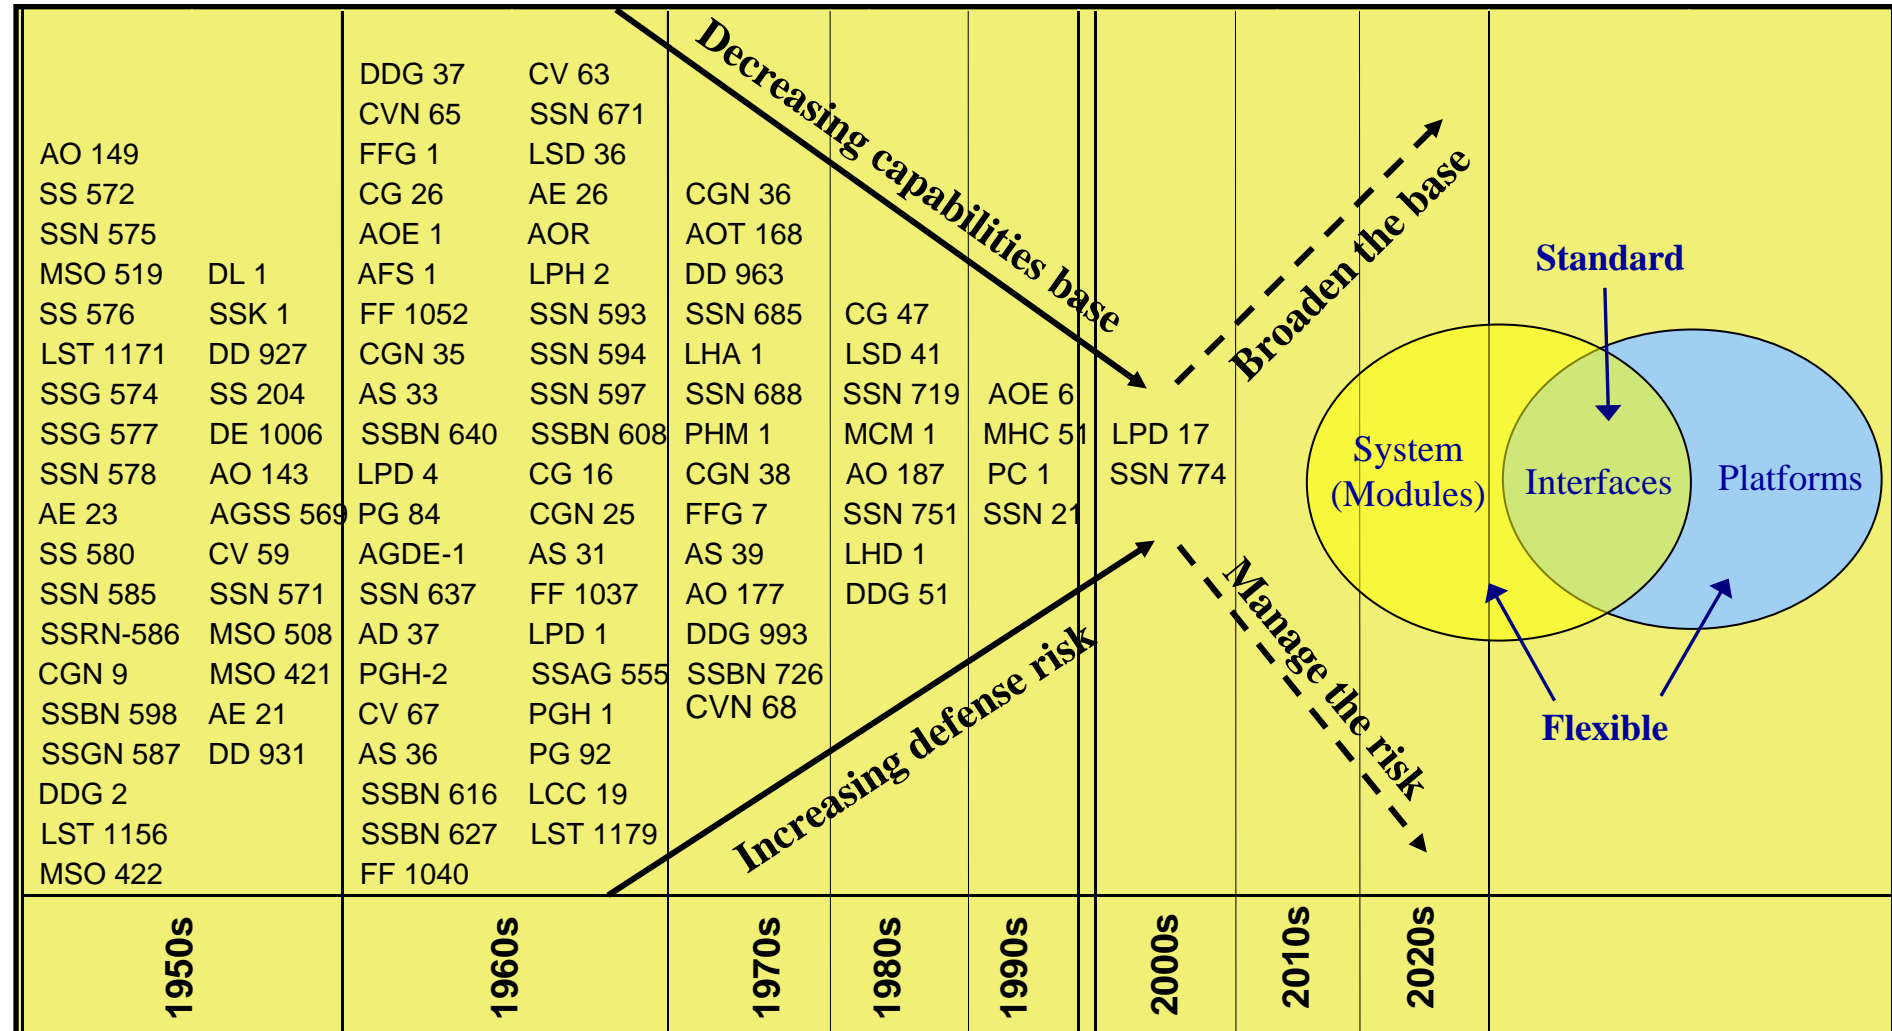 AO 149
SS 572
SSN 575
MSO 519
SS 576
LST 1171
SSG 574
SSG 577
SSN 578
AE 23
SS 580
SSN 585
SSRN-586
CGN 9
SSBN 598
SSGN 587
DDG 2
LST 1156
MSO 422
DL 1
SSK 1
DD 927
SS 204
DE 1006
AO 143
AGSS 569
CV 59
SSN 571
MSO 508
MSO 421
AE 21
DD 931
DDG 37
CVN 65
FFG 1
CG 26
AOE 1
AFS 1
FF 1052
CGN 35
AS 33
SSBN 640
LPD 4
PG 84
AGDE-1
SSN 637
AD 37
PGH-2
CV 67
AS 36
SSBN 616
SSBN 627
FF 1040
CV 63
SSN 671
LSD 36
AE 26
AOR
LPH 2
SSN 593
SSN 594
SSN 597
SSBN 608
CG 16
CGN 25
AS 31
FF 1037
LPD 1
SSAG 555
PGH 1
PG 92
LCC 19
LST 1179
CGN 36
AOT 168
DD 963
SSN 685
LHA 1
SSN 688
PHM 1
CGN 38
FFG 7
AS 39
AO 177
DDG 993
SSBN 726
CVN 68
CG 47
LSD 41
SSN 719
MCM 1
AO 187
SSN 751
LHD 1
DDG 51
AOE 6
MHC 51
PC 1
SSN 21
LPD 17
SSN 774
Decreasing capabilities base
Increasing defense risk
Broaden the base
Manage the risk
Standard
System
(Modules)
Interfaces
Platforms
Flexible
1950s
1960s
1970s
1980s
1990s
2000s
2010s
2020s